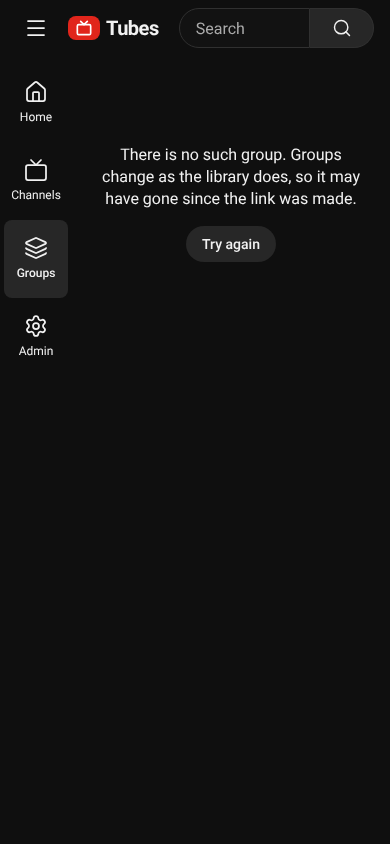 Tubes
Search
Home
Channels
Groups
Admin
There is no such group. Groups
change as the library does, so it may
have gone since the link was made.
Try again